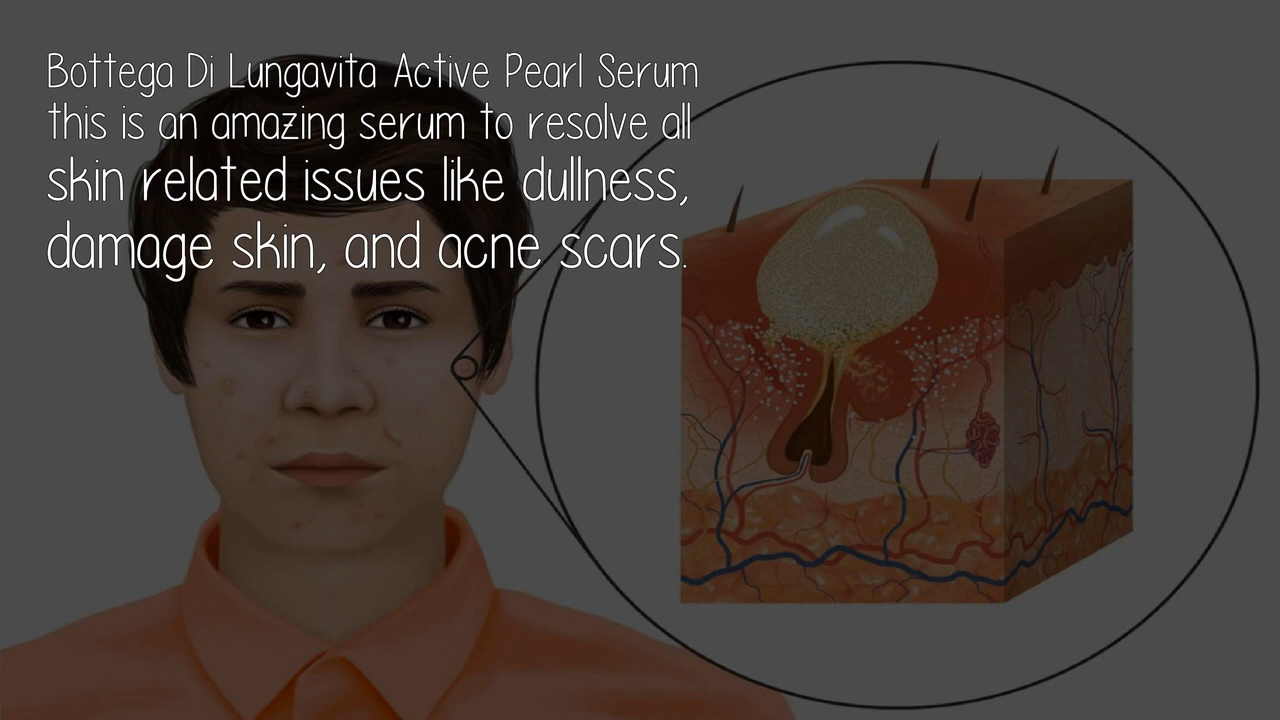 Bottega Di Lungavita Active Pearl Serum
this is an amazing serum to resolve all
skin related issues like dullness,
damage skin, and acne scars.